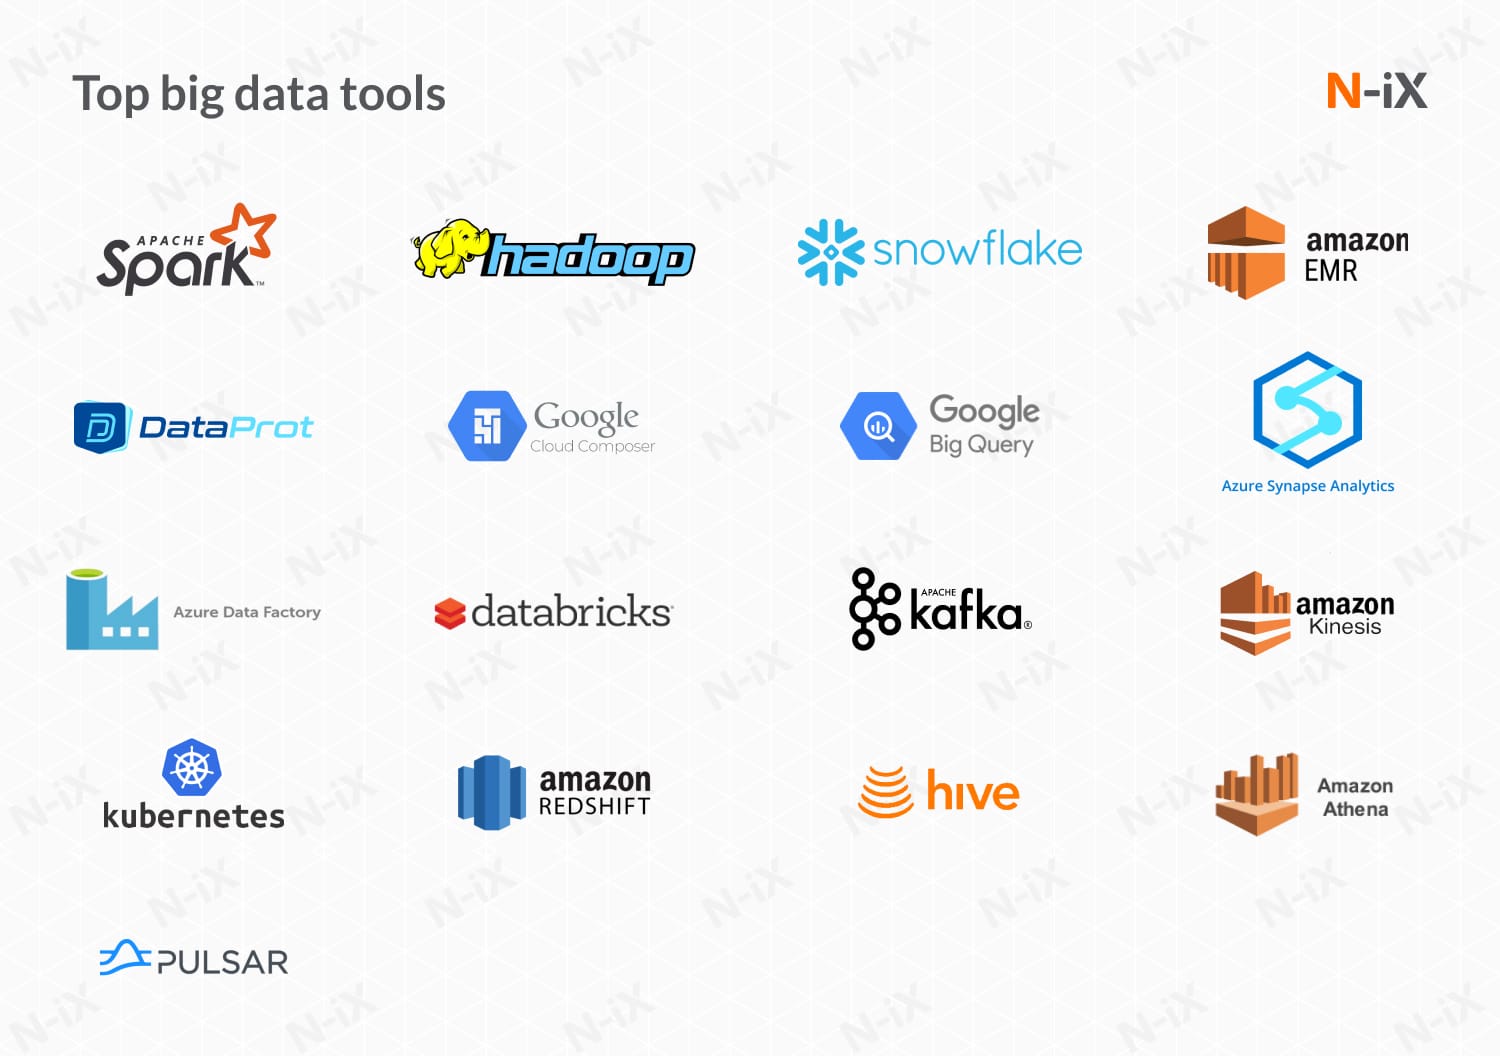 Top big data tools
N-iX
APACHE
Spark™
hadoop
snowflake
amazon
EMR
DataProt
Google
Cloud Composer
Google
Big Query
Azure Synapse Analytics
Azure Data Factory
databricks
APACHE
kafka®
amazon
Kinesis
kubernetes
amazon
REDSHIFT
hive
Amazon
Athena
PULSAR